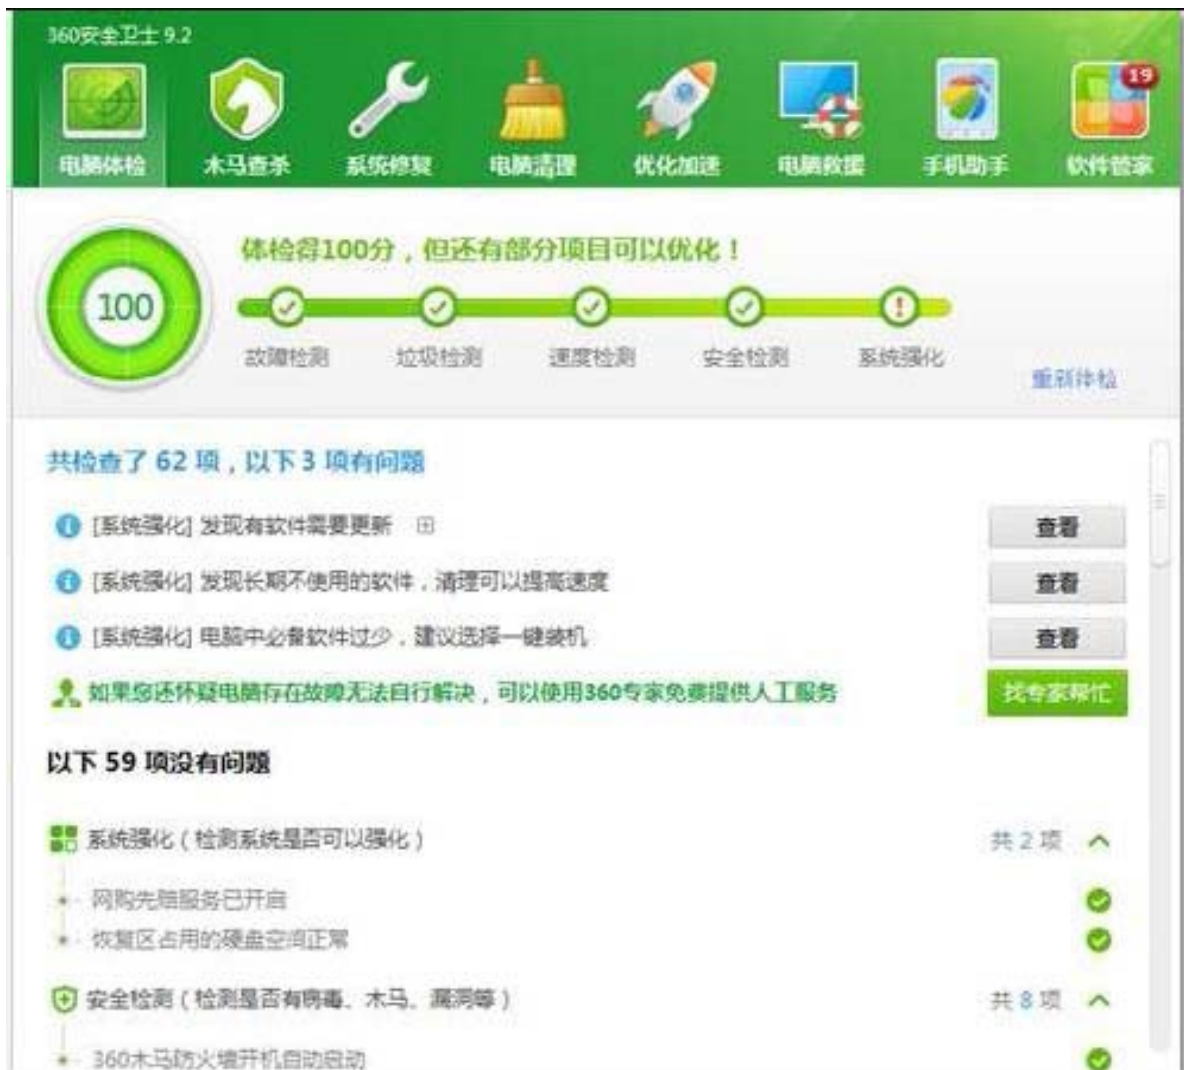 360安全卫士 9.2
19
电脑体检 木马查杀 系统修复 电脑清理 优化加速 电脑救援 手机助手 软件管家
体检得100分，但还有部分项目可以优化！
100
故障检测 垃圾检测 速度检测 安全检测 系统强化
重新体检
共检查了 62 项，以下 3 项有问题
[系统强化] 发现有软件需要更新 查看
[系统强化] 发现长期不使用的软件，清理可以提高速度 查看
[系统强化] 电脑中必备软件过少，建议选择一键装机 查看
如果您还怀疑电脑存在故障无法自行解决，可以使用360专家免费提供人工服务 找专家帮忙
以下 59 项没有问题
系统强化（检测系统是否可以强化） 共 2 项
网购先赔服务已开启
恢复区占用的硬盘空间正常
安全检测（检测是否有病毒、木马、漏洞等） 共 8 项
360木马防火墙开机自动启动